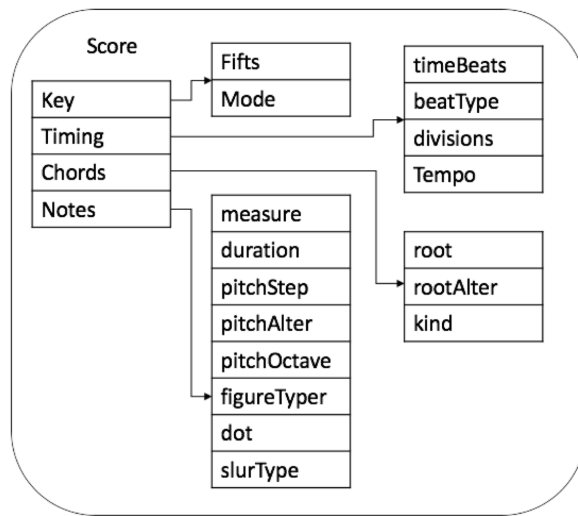 Score
Key
Timing
Chords
Notes
Fifts
Mode
timeBeats
beatType
divisions
Tempo
measure
duration
pitchStep
pitchAlter
pitchOctave
figureTyper
dot
slurType
root
rootAlter
kind